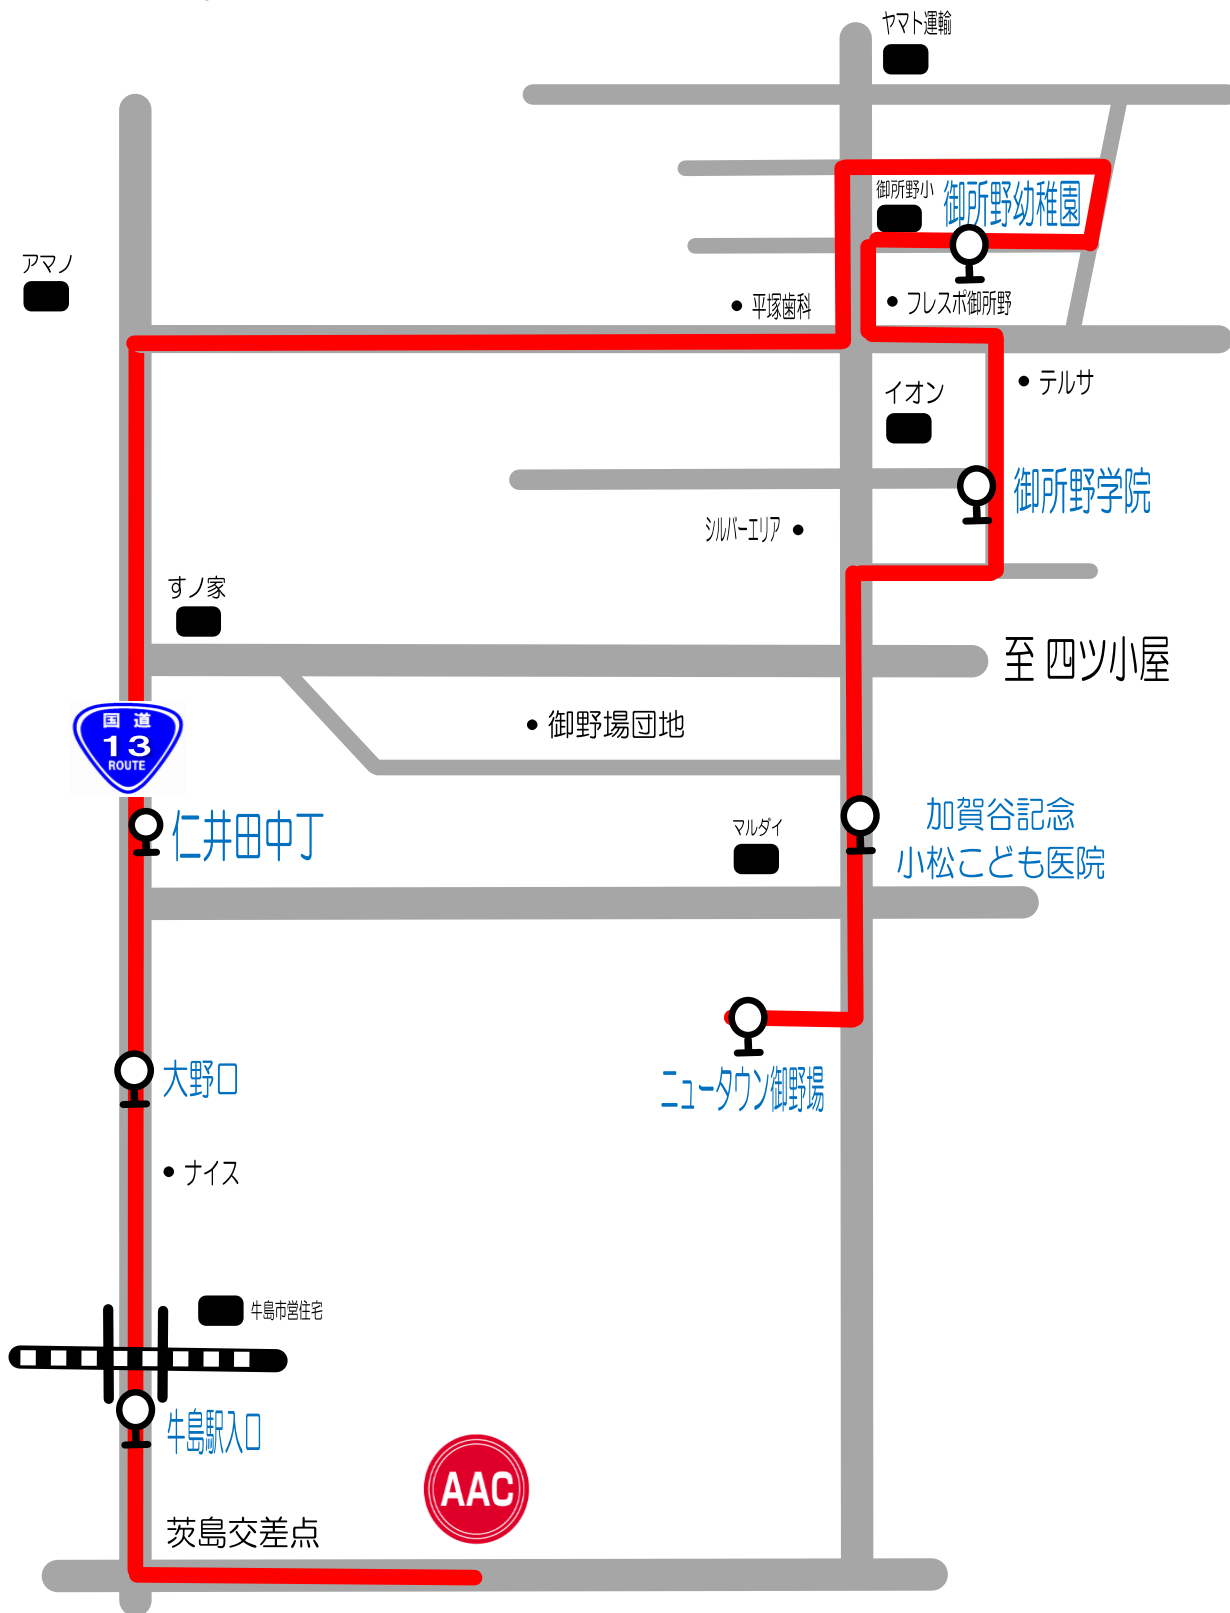 ヤマト運輸
御所野小
御所野幼稚園
アマノ
平塚歯科
フレスポ御所野
テルサ
イオン
御所野学院
シルバーエリア
すノ家
至 四ツ小屋
国道
13
ROUTE
御野場団地
仁井田中丁
マルダイ
加賀谷記念
小松こども医院
大野口
ニュータウン御野場
ナイス
牛島市営住宅
牛島駅入口
AAC
茨島交差点